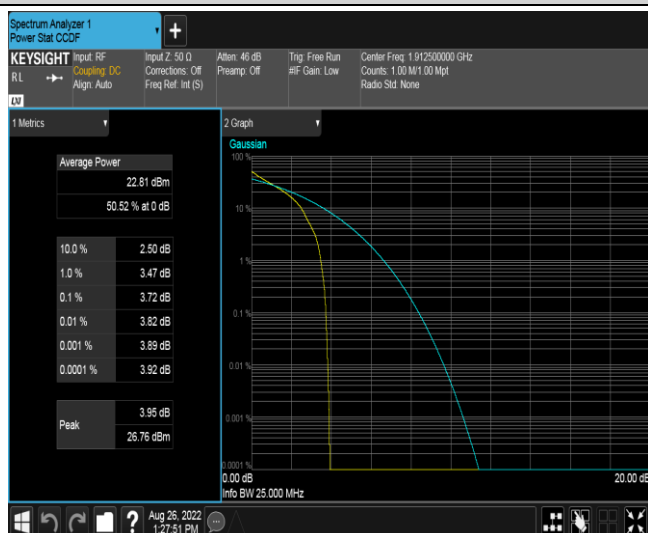 Spectrum Analyzer 1
Power Stat CCDF
+
KEYSIGHT
RL
LXI
Input: RF
Coupling: DC
Align: Auto
Input Z: 50 Ω
Corrections: Off
Freq Ref: Int (S)
Atten: 46 dB
Preamp: Off
Trig: Free Run
#IF Gain: Low
Center Freq: 1.912500000 GHz
Counts: 1.00 M/1.00 Mpt
Radio Std: None
1 Metrics
Average Power
22.81 dBm
50.52 % at 0 dB
10.0 % 2.50 dB
1.0 % 3.47 dB
0.1 % 3.72 dB
0.01 % 3.82 dB
0.001 % 3.89 dB
0.0001 % 3.92 dB
Peak 3.95 dB
26.76 dBm
2 Graph
Gaussian
100 %
10 %
1 %
0.1 %
0.01 %
0.001 %
0.0001 %
0.00 dB 20.00 dB
Info BW 25.000 MHz
?
Aug 26, 2022
1:27:51 PM